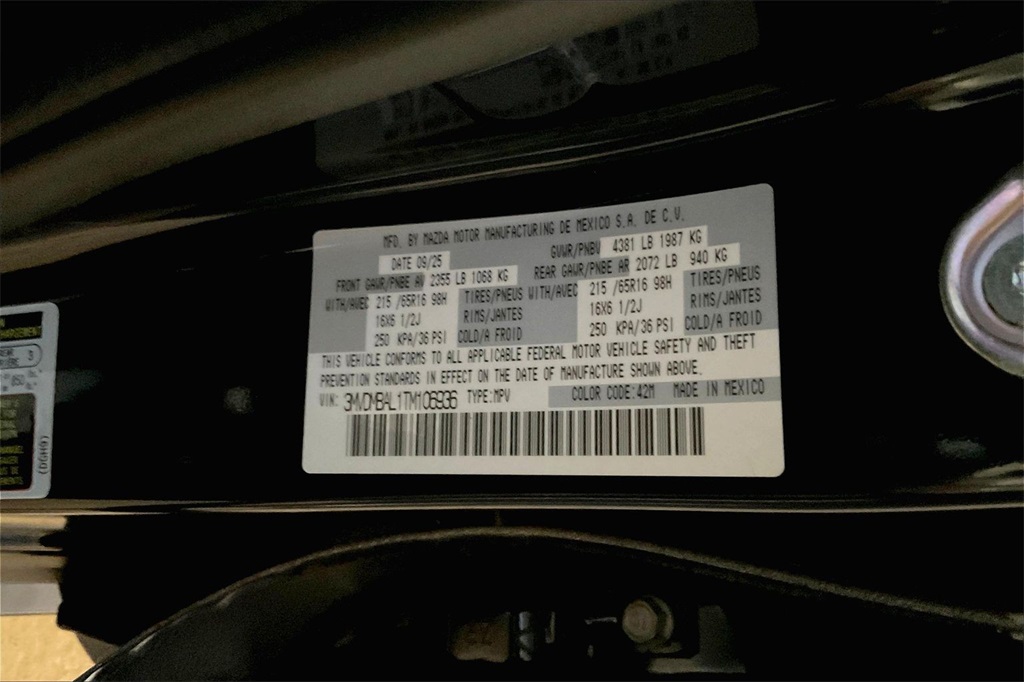 MFD. BY MAZDA MOTOR MANUFACTURING DE MEXICO S.A. DE C.V.
DATE 09/25 GVWR/PNBV 4381 LB 1987 KG
FRONT GAWR/PNBE AV 2355 LB 1068 KG REAR GAWR/PNBE AR 2072 LB 940 KG
WITH/AVEC 215 /65R16 98H TIRES/PNEUS WITH/AVEC 215 /65R16 98H TIRES/PNEUS
16X6 1/2J RIMS/JANTES 16X6 1/2J RIMS/JANTES
250 KPA/36 PSI COLD/A FROID 250 KPA/36 PSI COLD/A FROID
THIS VEHICLE CONFORMS TO ALL APPLICABLE FEDERAL MOTOR VEHICLE SAFETY AND THEFT
PREVENTION STANDARDS IN EFFECT ON THE DATE OF MANUFACTURE SHOWN ABOVE.
VIN: 3MVDMBAL1TM106936 TYPE:MPV COLOR CODE:42M MADE IN MEXICO
3
(DGH9)